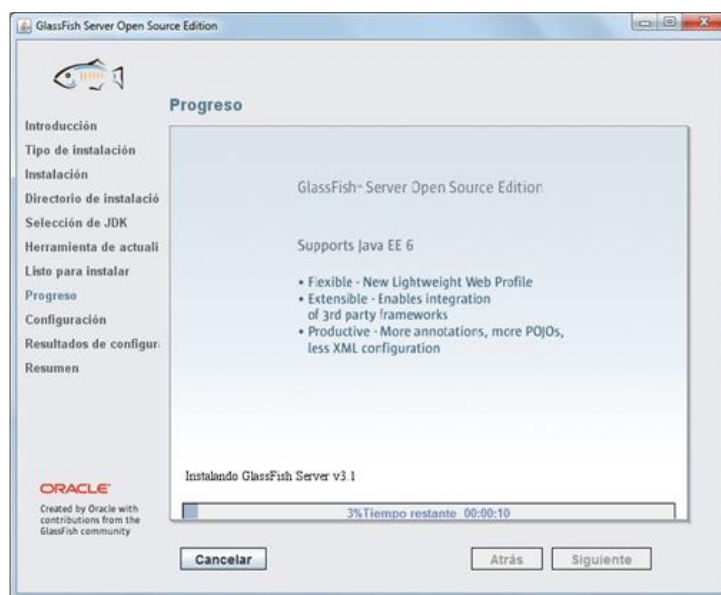 GlassFish Server Open Source Edition
Progreso
Introducción
Tipo de instalación
Instalación
Directorio de instalació
Selección de JDK
Herramienta de actuali
Listo para instalar
Progreso
Configuración
Resultados de configur
Resumen
GlassFish™ Server Open Source Edition
Supports Java EE 6
• Flexible - New Lightweight Web Profile
• Extensible - Enables integration
of 3rd party frameworks
• Productive - More annotations, more POJOs,
less XML configuration
Instalando GlassFish Server v3.1
3%Tiempo restante 00:00:10
ORACLE
Created by Oracle with
contributions from the
GlassFish community
Cancelar
Atrás
Siguiente